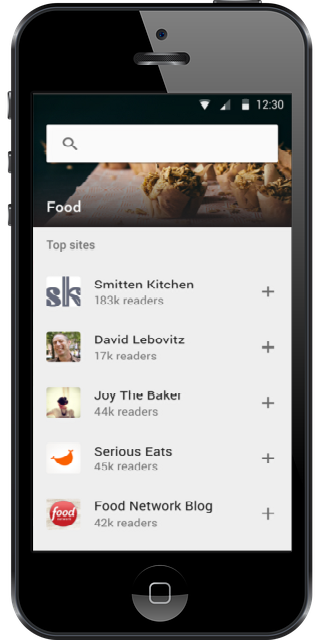 12:30
Food
Top sites
sk
Smitten Kitchen
183k readers
David Lebovitz
17k readers
Joy The Baker
44k readers
Serious Eats
45k readers
food
Food Network Blog
42k readers